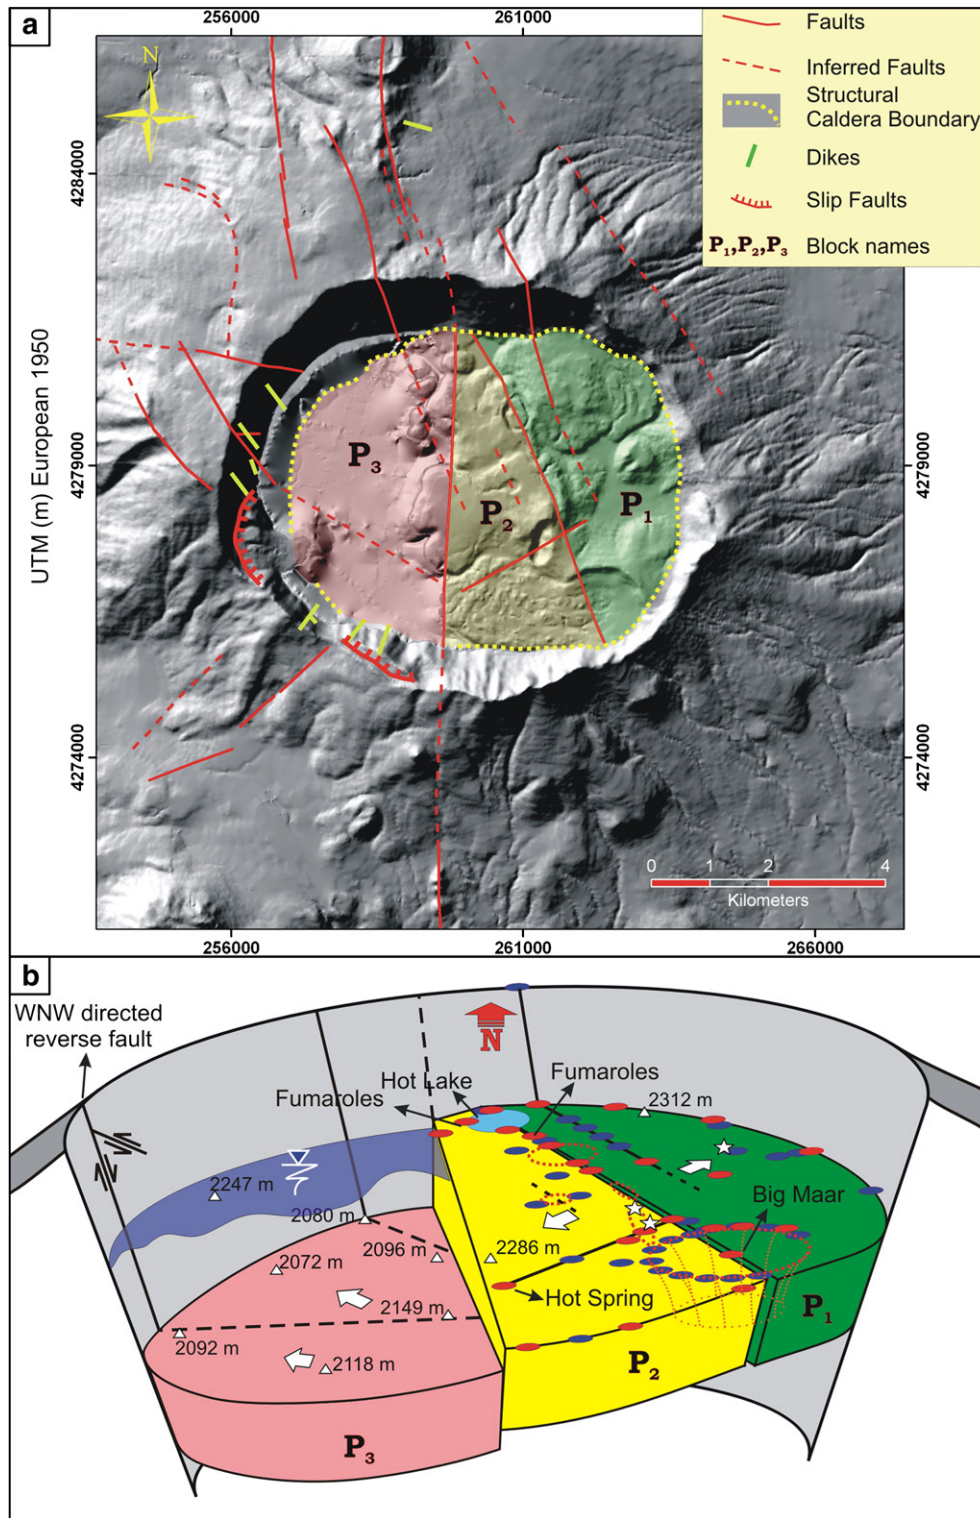 a
256000
261000
Faults
Inferred Faults
Structural
Caldera Boundary
Dikes
Slip Faults
P1,P2,P3 Block names
N
UTM (m) European 1950
4284000
4279000
4274000
4279000
4274000
P3
P2
P1
0 1 2 4
Kilometers
256000
261000
266000
b
WNW directed
reverse fault
N
Hot Lake
Fumaroles
Fumaroles
2312 m
2247 m
2080 m
2072 m
2096 m
2286 m
Big Maar
2149 m
Hot Spring
2092 m
2118 m
P1
P2
P3